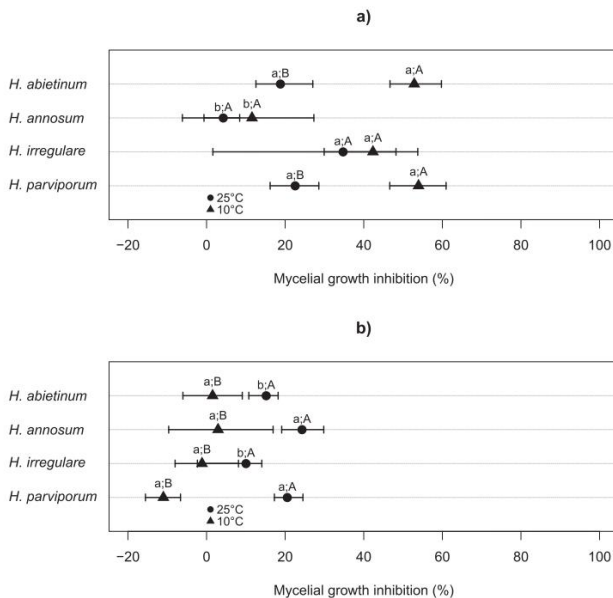 a)
a;B a;A
H. abietinum
b;A b;A
H. annosum
a;A a;A
H. irregulare
a;B a;A
H. parviporum
25°C
10°C
−20 0 20 40 60 80 100
Mycelial growth inhibition (%)
b)
a;B b;A
H. abietinum
a;B a;A
H. annosum
a;B b;A
H. irregulare
a;B a;A
H. parviporum
25°C
10°C
−20 0 20 40 60 80 100
Mycelial growth inhibition (%)